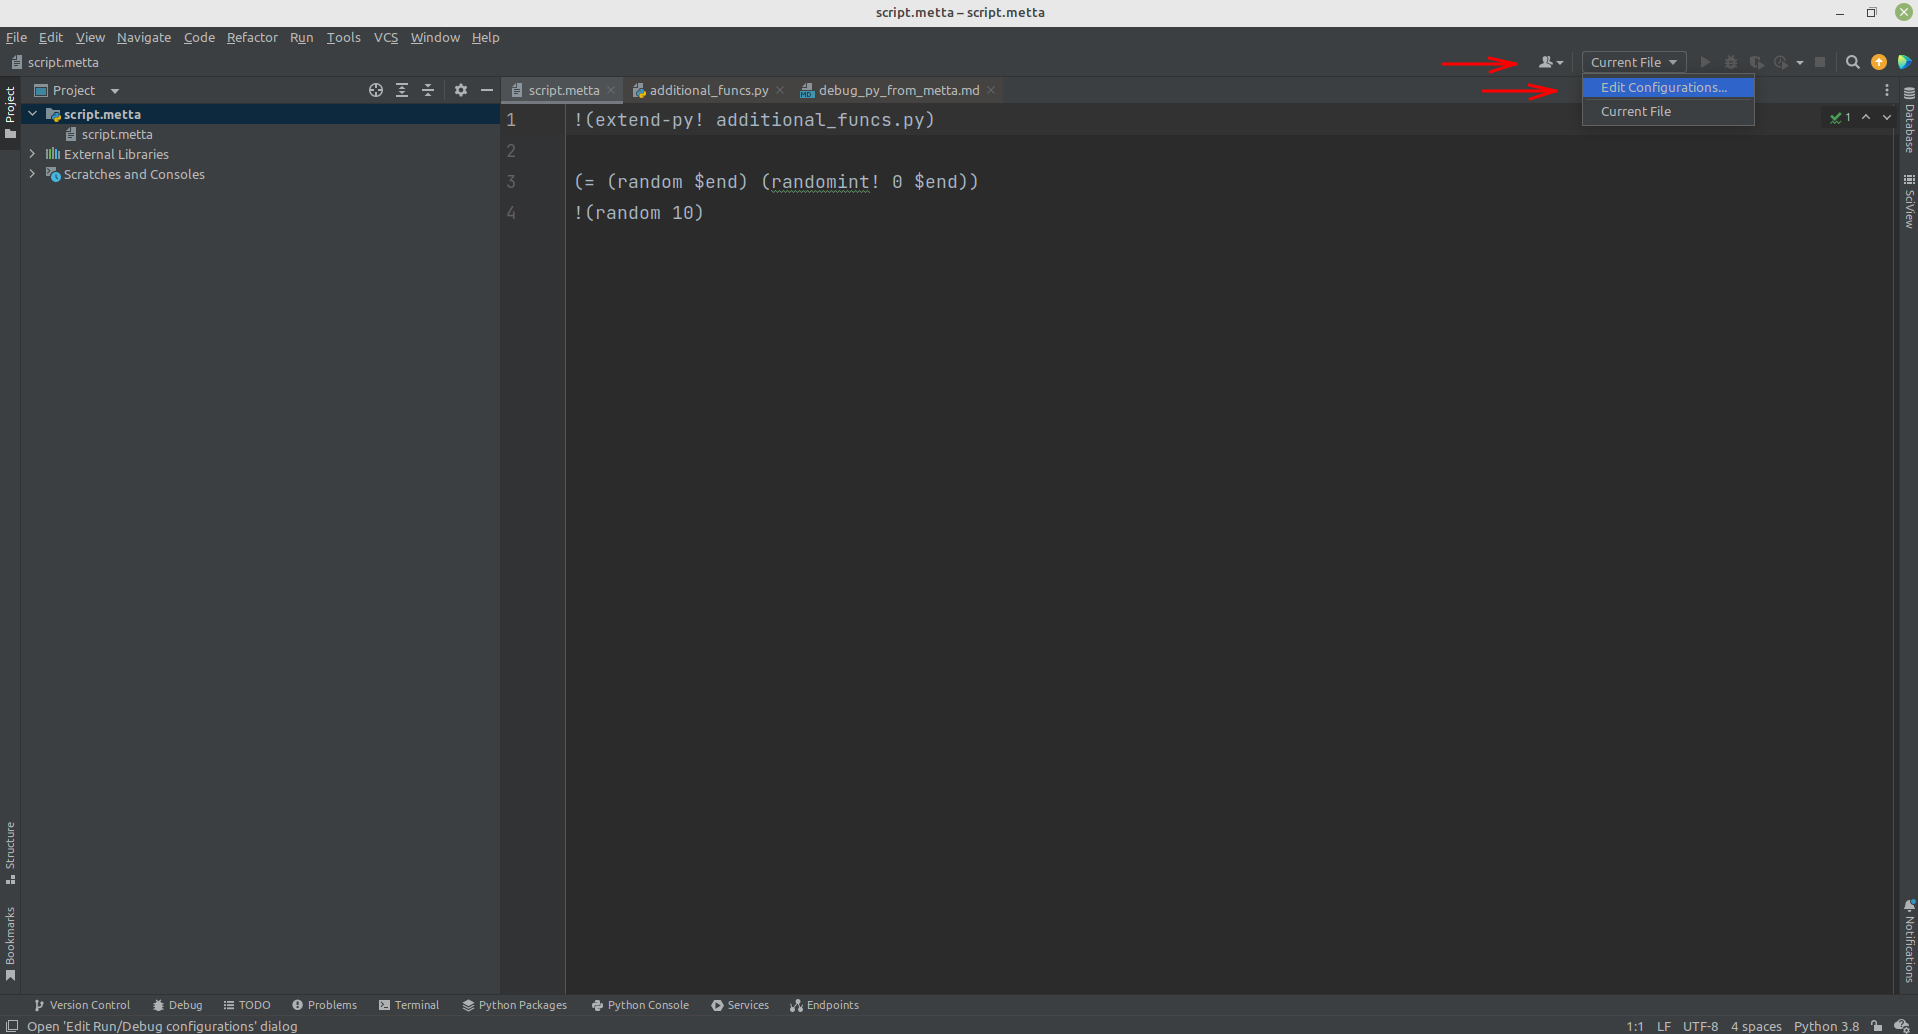 script.metta – script.metta
File Edit View Navigate Code Refactor Run Tools VCS Window Help
script.metta
Current File
Project
script.metta
additional_funcs.py
debug_py_from_metta.md
Edit Configurations...
Current File
Project
script.metta
script.metta
External Libraries
Scratches and Consoles
1 !(extend-py! additional_funcs.py)
2
3 (= (random $end) (randomint! 0 $end))
4 !(random 10)
1
Database
SciView
Notifications
Structure
Bookmarks
Version Control Debug TODO Problems Terminal Python Packages Python Console Services Endpoints
Open 'Edit Run/Debug configurations' dialog
1:1 LF UTF-8 4 spaces Python 3.8